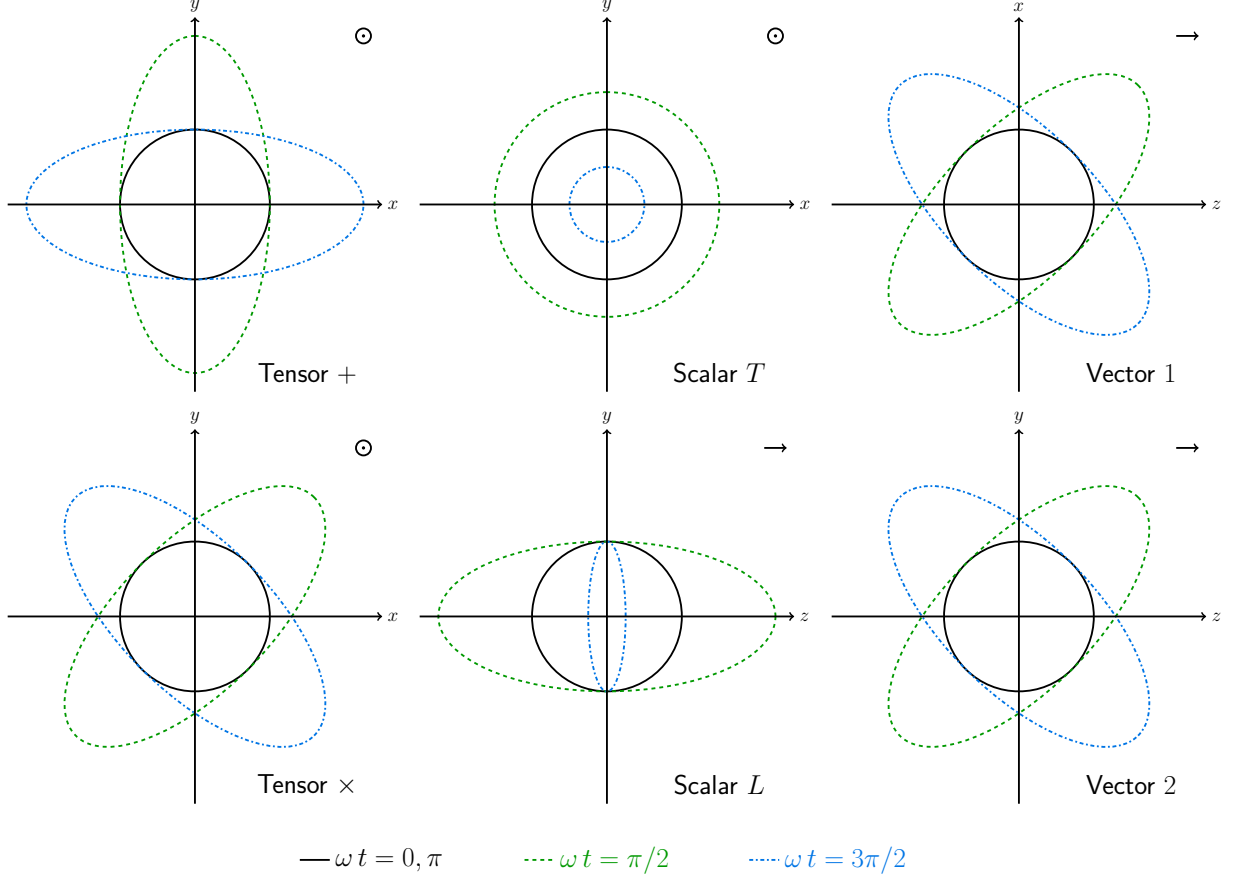 y
x
Tensor +
y
x
Scalar T
x
z
Vector 1
y
x
Tensor ×
y
z
Scalar L
y
z
Vector 2
ω t = 0, π
ω t = π/2
ω t = 3π/2